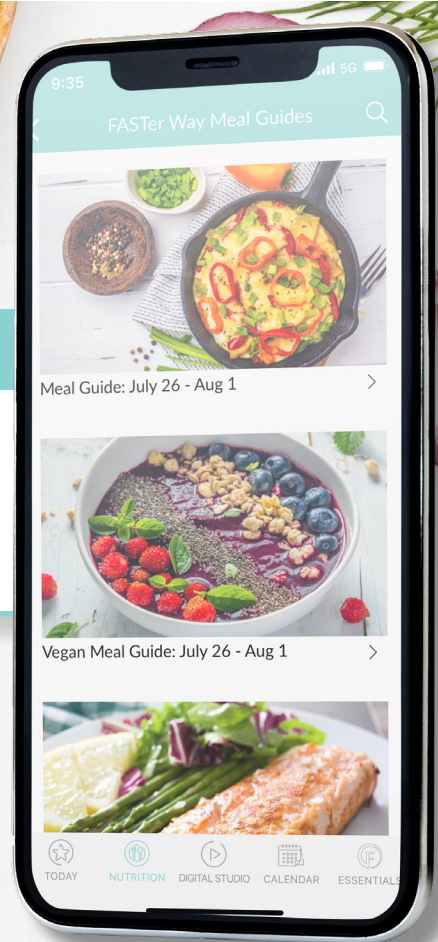 9:35
5G
FASTer Way Meal Guides
Meal Guide: July 26 - Aug 1
Vegan Meal Guide: July 26 - Aug 1
TODAY
NUTRITION
DIGITAL STUDIO
CALENDAR
ESSENTIALS